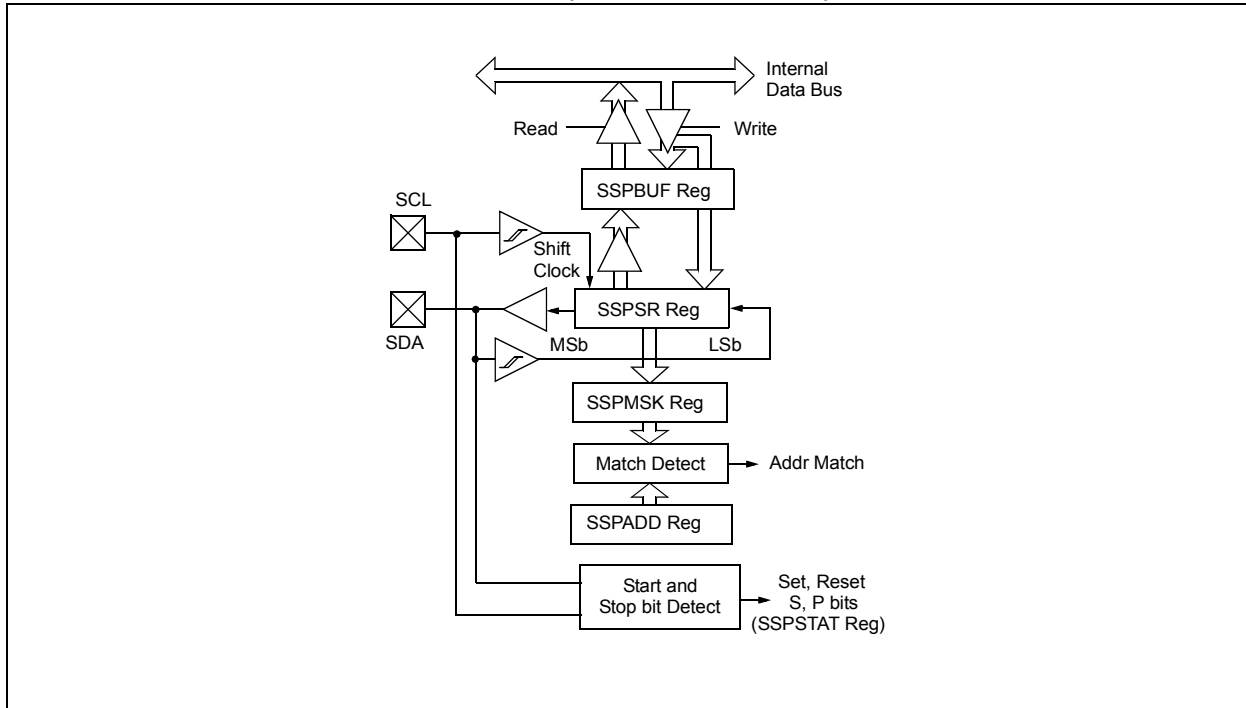 Internal
Data Bus
Read
Write
SSPBUF Reg
SCL
Shift
Clock
SSPSR Reg
SDA
MSb
LSb
SSPMSK Reg
Match Detect
Addr Match
SSPADD Reg
Start and
Stop bit Detect
Set, Reset
S, P bits
(SSPSTAT Reg)